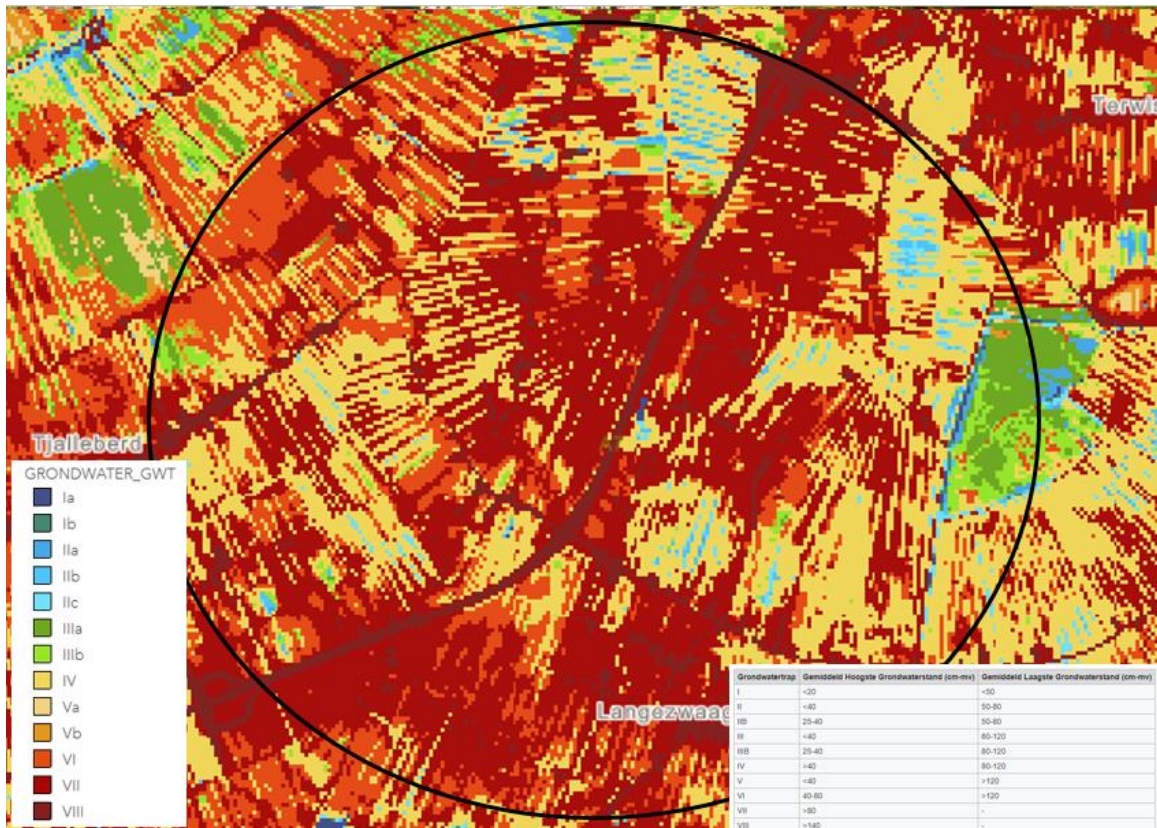 Terwis
Tjalleberd
GRONDWATER_GWT
Ia
Ib
IIa
IIb
IIc
IIIa
IIIb
IV
Va
Vb
VI
VII
VIII
Langezwaag
Grondwatertrap Gemiddeld Hoogste Grondwaterstand (cm-mv) Gemiddeld Laagste Grondwaterstand (cm-mv)
I <20 <50
II <40 50-80
IIB 25-40 50-80
III <40 80-120
IIIB 25-40 80-120
IV >40 80-120
V <40 >120
VI 40-80 >120
VII >80 -
VIII >140 -